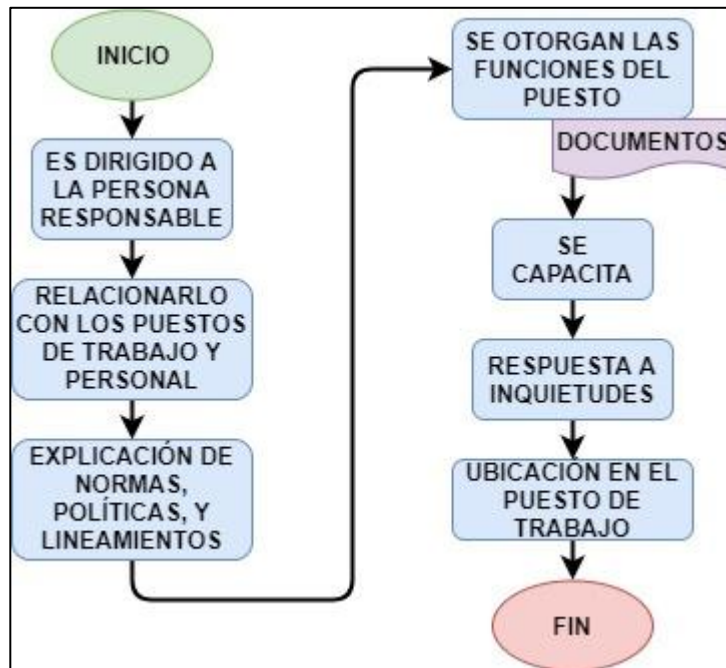 INICIO
ES DIRIGIDO A
LA PERSONA
RESPONSABLE
RELACIONARLO
CON LOS PUESTOS
DE TRABAJO Y
PERSONAL
EXPLICACIÓN DE
NORMAS,
POLÍTICAS, Y
LINEAMIENTOS
SE OTORGAN LAS
FUNCIONES DEL
PUESTO
DOCUMENTOS
SE
CAPACITA
RESPUESTA A
INQUIETUDES
UBICACIÓN EN EL
PUESTO DE
TRABAJO
FIN